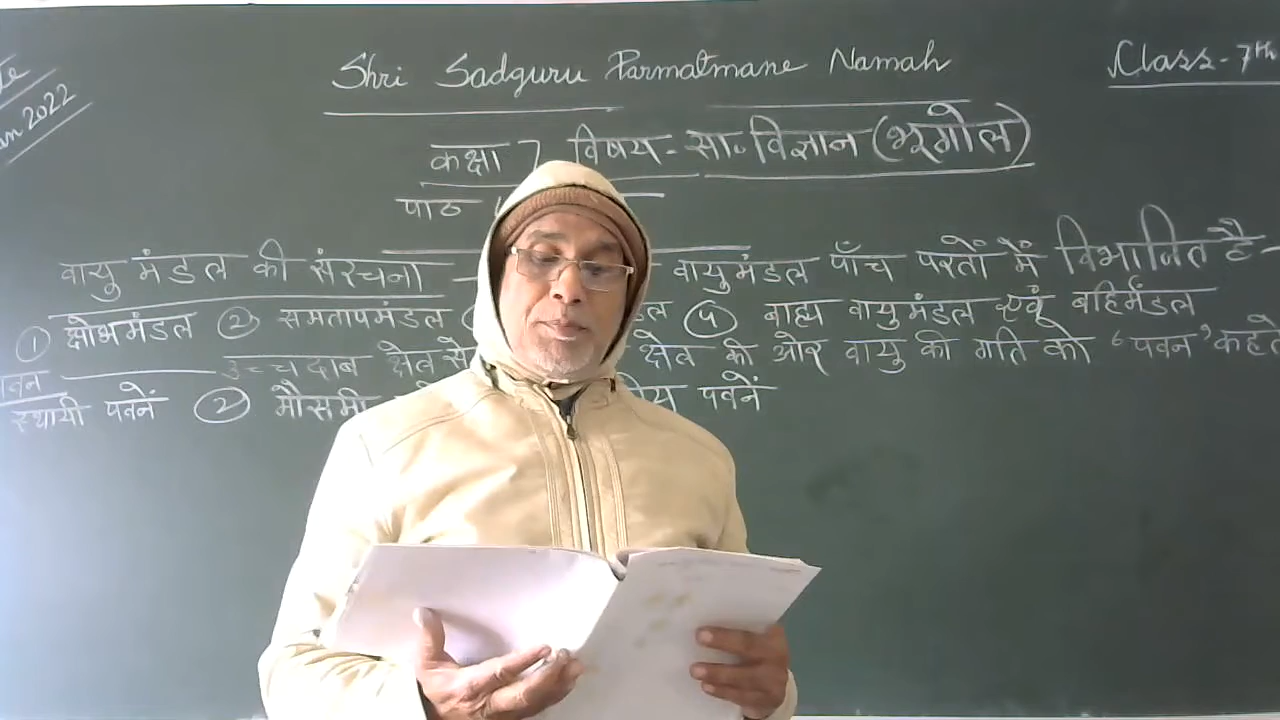 Shri Sadguru Parmatmane Namah Class-7th
2022
कक्षा 7 विषय - सा. विज्ञान (भूगोल)
पाठ
वायुमंडल की संरचना — वायुमंडल पाँच परतों में विभाजित है -
① क्षोभमंडल ② समतापमंडल ⑤ बाह्य वायुमंडल एवं बहिर्मंडल
पवन उच्च दाब क्षेत्र से क्षेत्र की ओर वायु की गति को ‘पवन’ कहते
स्थायी पवनें ② मौसमी पवनें